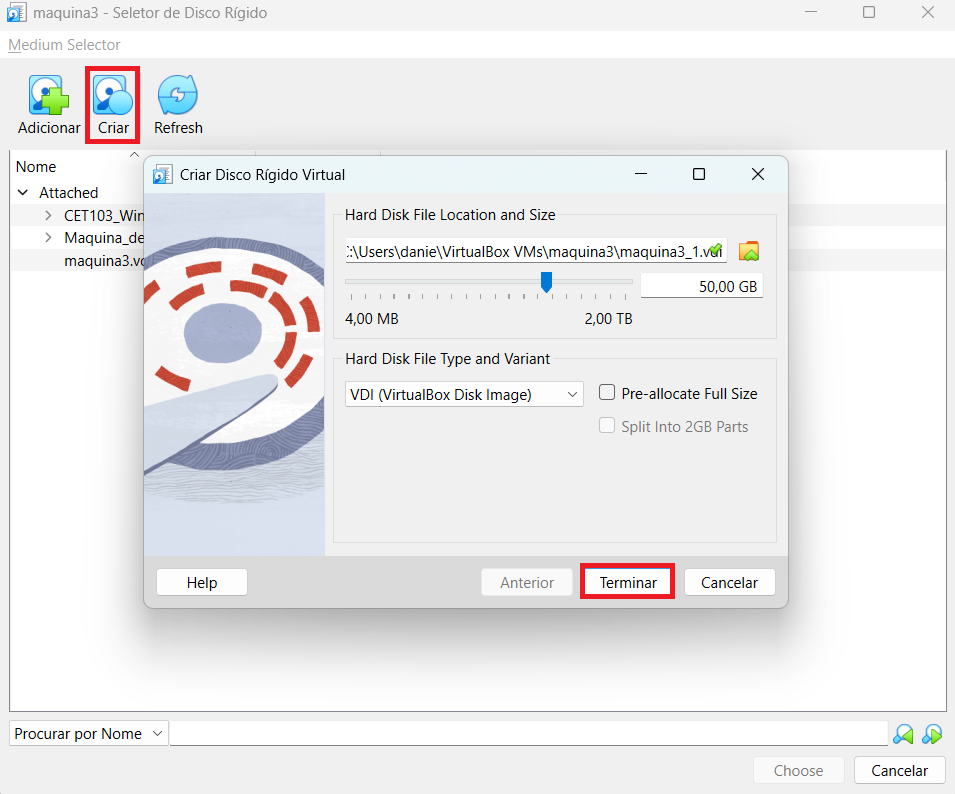 maquina3 - Seletor de Disco Rígido
Medium Selector
Adicionar
Criar
Refresh
Nome
Attached
CET103_Win
Maquina_de
maquina3.vd
Criar Disco Rígido Virtual
Hard Disk File Location and Size
:\Users\danie\VirtualBox VMs\maquina3\maquina3_1.vdi
50,00 GB
4,00 MB
2,00 TB
Hard Disk File Type and Variant
VDI (VirtualBox Disk Image)
Pre-allocate Full Size
Split Into 2GB Parts
Help
Anterior
Terminar
Cancelar
Procurar por Nome
Choose
Cancelar